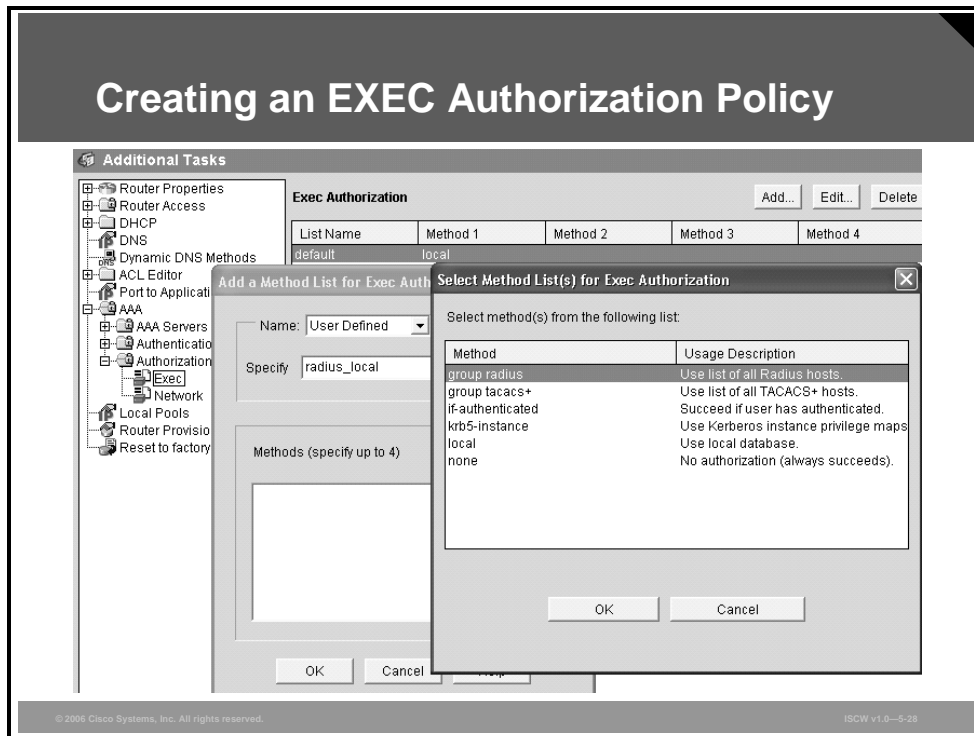 Creating an EXEC Authorization Policy
Additional Tasks
Router Properties
Router Access
DHCP
DNS
Dynamic DNS Methods
ACL Editor
Port to Applicati
AAA
AAA Servers
Authenticatio
Authorization
Exec
Network
Local Pools
Router Provisio
Reset to factory
Exec Authorization
Add...
Edit...
Delete
List Name Method 1 Method 2 Method 3 Method 4
default local
Add a Method List for Exec Auth
Name: User Defined
Specify radius_local
Methods (specify up to 4)
OK Cancel
Select Method List(s) for Exec Authorization
Select method(s) from the following list:
Method Usage Description
group radius Use list of all Radius hosts.
group tacacs+ Use list of all TACACS+ hosts.
if-authenticated Succeed if user has authenticated.
krb5-instance Use Kerberos instance privilege maps
local Use local database.
none No authorization (always succeeds).
OK Cancel
© 2006 Cisco Systems, Inc. All rights reserved.
ISCW v1.0—5-28